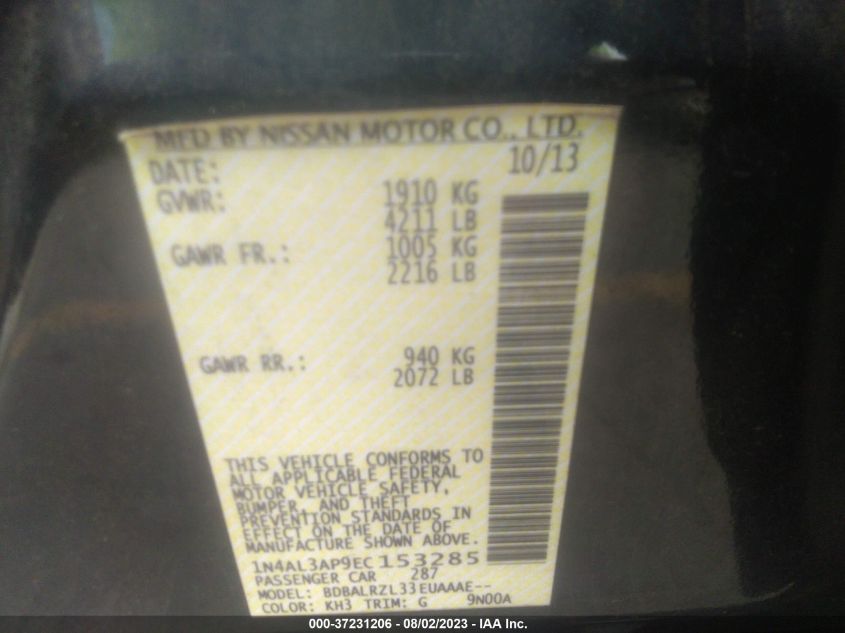 MFD BY NISSAN MOTOR CO., LTD.
DATE: 10/13
GVWR: 1910 KG
4211 LB
GAWR FR.: 1005 KG
2216 LB
GAWR RR.: 940 KG
2072 LB
THIS VEHICLE CONFORMS TO
ALL APPLICABLE FEDERAL
MOTOR VEHICLE SAFETY,
BUMPER, AND THEFT
PREVENTION STANDARDS IN
EFFECT ON THE DATE OF
MANUFACTURE SHOWN ABOVE.
1N4AL3AP9EC153285
PASSENGER CAR 287
MODEL: BDBALRZL33EUAAAE--
COLOR: KH3 TRIM: G 9N00A
000-37231206 - 08/02/2023 - IAA Inc.